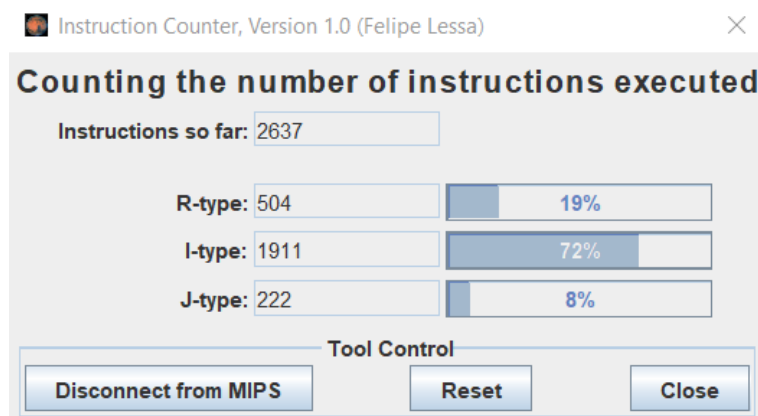 Instruction Counter, Version 1.0 (Felipe Lessa)
Counting the number of instructions executed
Instructions so far: 2637
R-type: 504 19%
I-type: 1911 72%
J-type: 222 8%
Tool Control
Disconnect from MIPS Reset Close